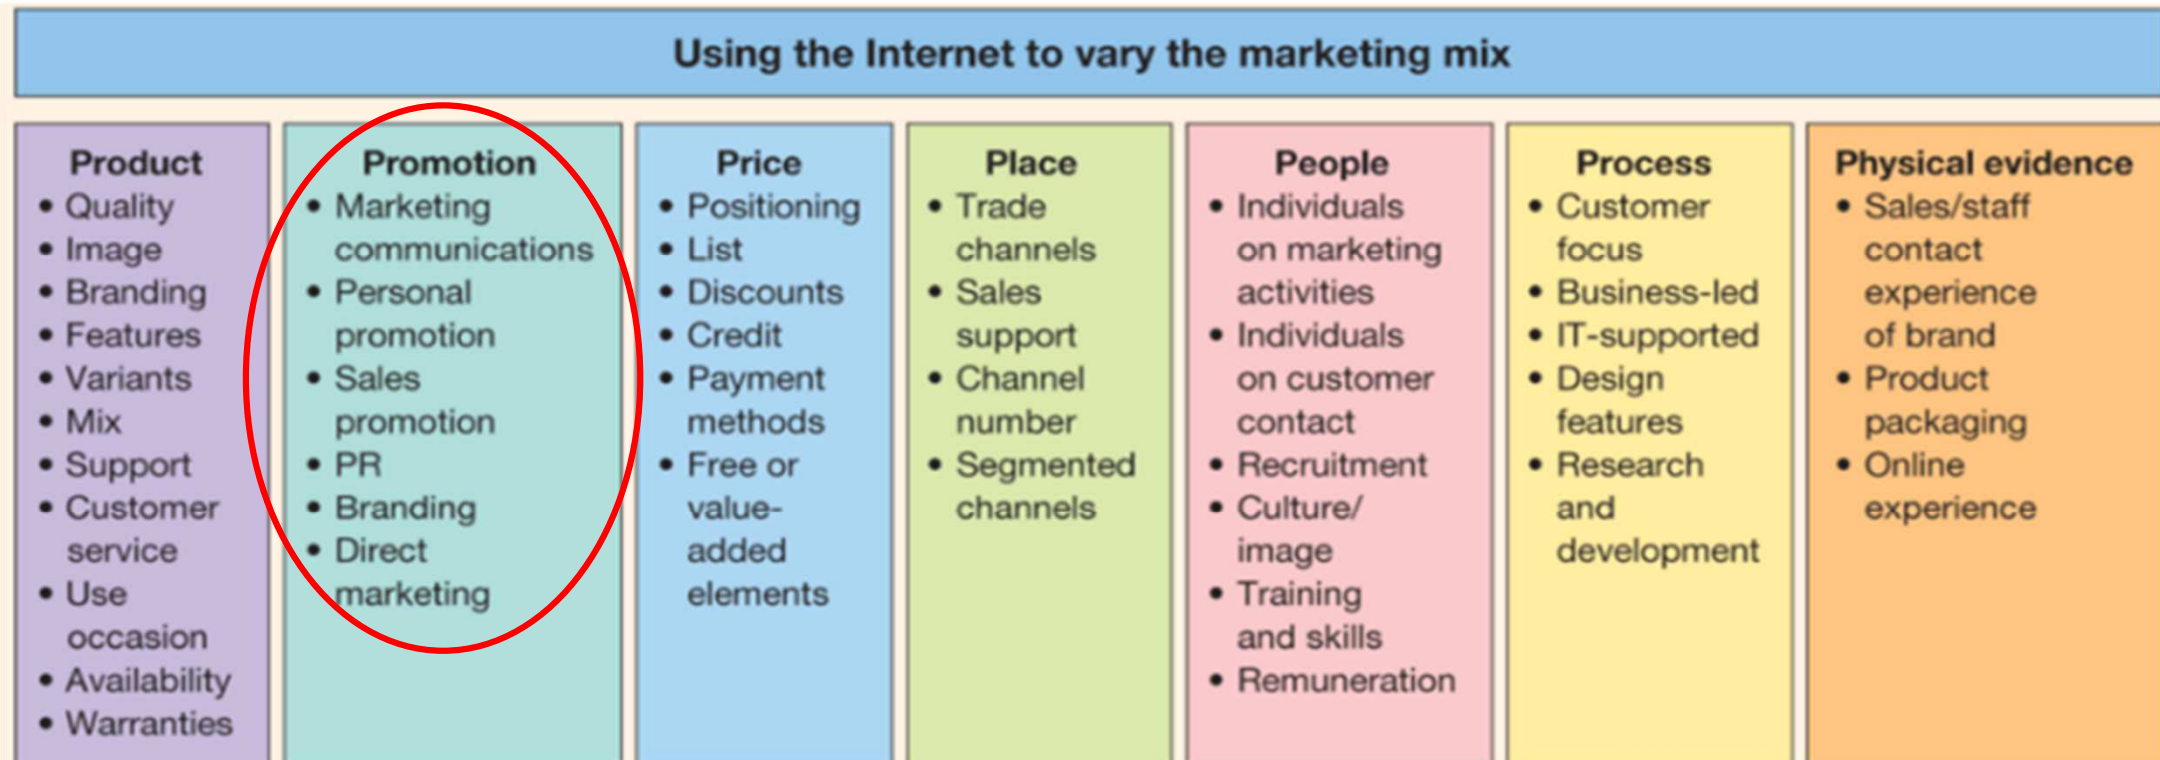 Using the Internet to vary the marketing mix
Product
• Quality
• Image
• Branding
• Features
• Variants
• Mix
• Support
• Customer
service
• Use
occasion
• Availability
• Warranties
Promotion
• Marketing
communications
• Personal
promotion
• Sales
promotion
• PR
• Branding
• Direct
marketing
Price
• Positioning
• List
• Discounts
• Credit
• Payment
methods
• Free or
value-
added
elements
Place
• Trade
channels
• Sales
support
• Channel
number
• Segmented
channels
People
• Individuals
on marketing
activities
• Individuals
on customer
contact
• Recruitment
• Culture/
image
• Training
and skills
• Remuneration
Process
• Customer
focus
• Business-led
• IT-supported
• Design
features
• Research
and
development
Physical evidence
• Sales/staff
contact
experience
of brand
• Product
packaging
• Online
experience